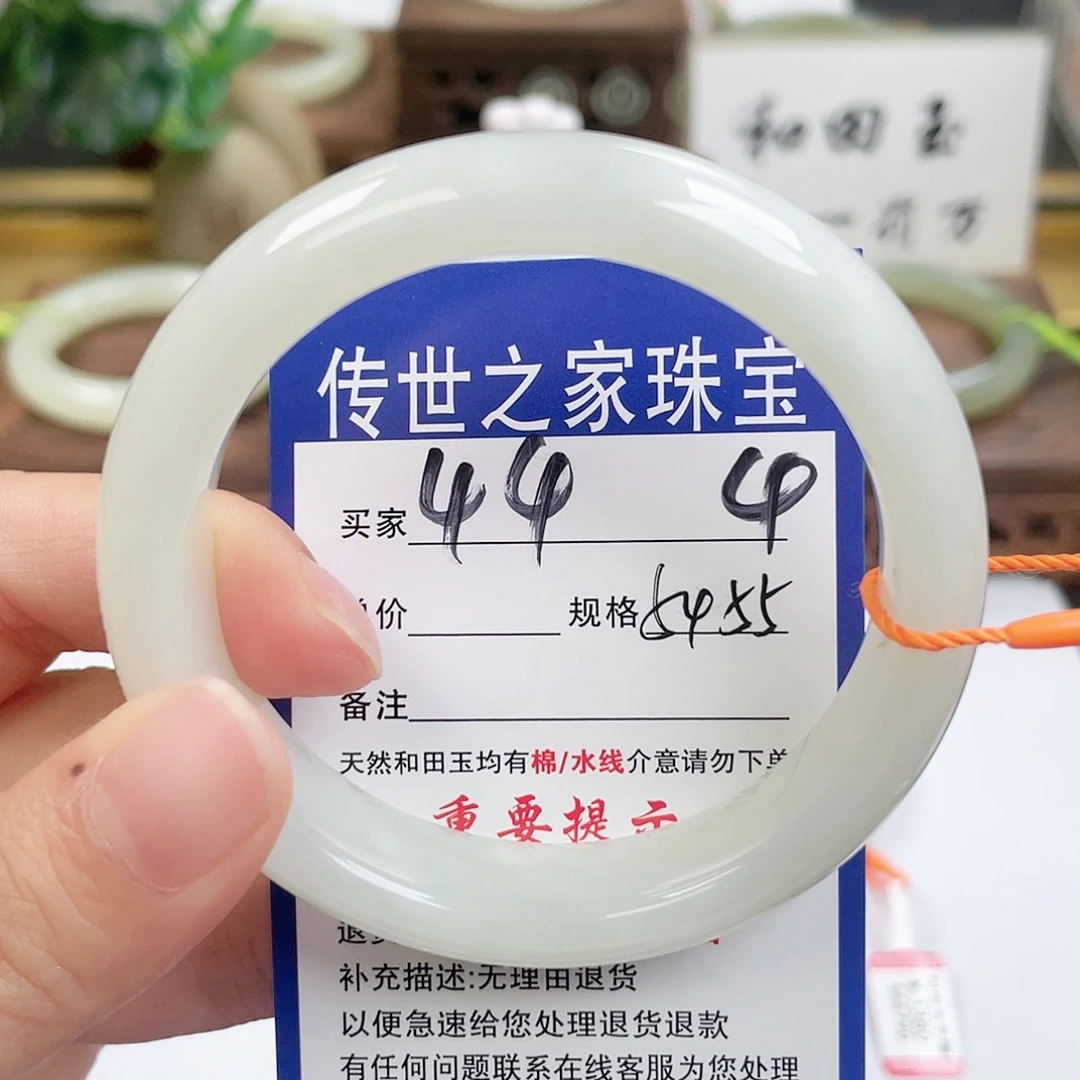 和田玉
传世之家珠宝
买家 44 4
价 规格 5455
备注
天然和田玉均有棉/水线介意请勿下单
重要提示
补充描述:无理由退货
以便急速给您处理退货退款
有任何问题联系在线客服为您处理